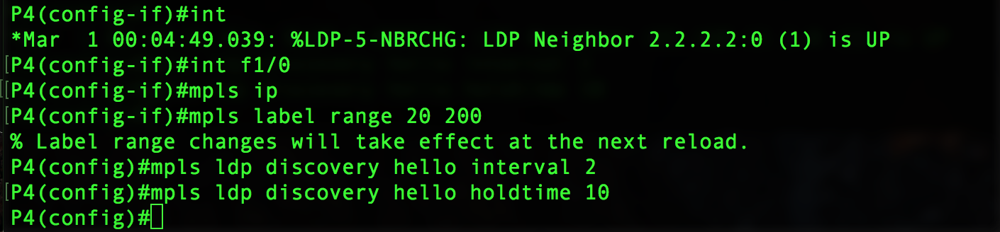 P4(config-if)#int
*Mar  1 00:04:49.039: %LDP-5-NBRCHG: LDP Neighbor 2.2.2.2:0 (1) is UP
[P4(config-if)#int f1/0
[P4(config-if)#mpls ip
[P4(config-if)#mpls label range 20 200
% Label range changes will take effect at the next reload.
P4(config)#mpls ldp discovery hello interval 2
[P4(config)#mpls ldp discovery hello holdtime 10
P4(config)#